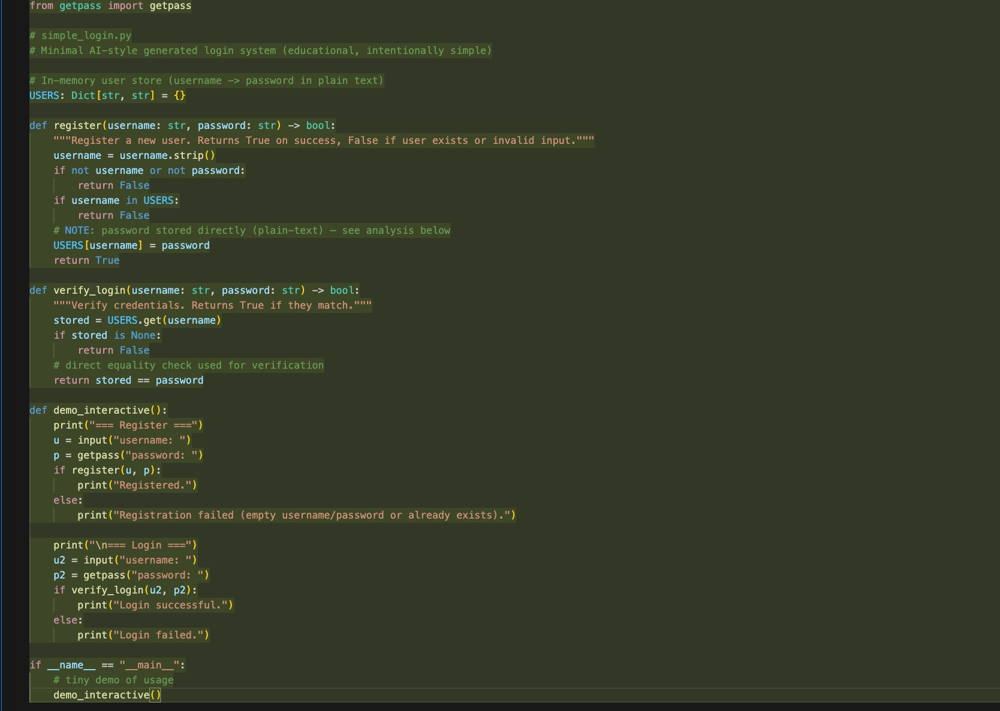 from getpass import getpass
# simple_login.py
# Minimal AI-style generated login system (educational, intentionally simple)
# In-memory user store (username -> password in plain text)
USERS: Dict[str, str] = {}
def register(username: str, password: str) -> bool:
    """Register a new user. Returns True on success, False if user exists or invalid input."""
    username = username.strip()
    if not username or not password:
        return False
    if username in USERS:
        return False
    # NOTE: password stored directly (plain-text) — see analysis below
    USERS[username] = password
    return True
def verify_login(username: str, password: str) -> bool:
    """Verify credentials. Returns True if they match."""
    stored = USERS.get(username)
    if stored is None:
        return False
    # direct equality check used for verification
    return stored == password
def demo_interactive():
    print("=== Register ===")
    u = input("username: ")
    p = getpass("password: ")
    if register(u, p):
        print("Registered.")
    else:
        print("Registration failed (empty username/password or already exists).")
    print("\n=== Login ===")
    u2 = input("username: ")
    p2 = getpass("password: ")
    if verify_login(u2, p2):
        print("Login successful.")
    else:
        print("Login failed.")
if __name__ == "__main__":
    # tiny demo of usage
    demo_interactive()